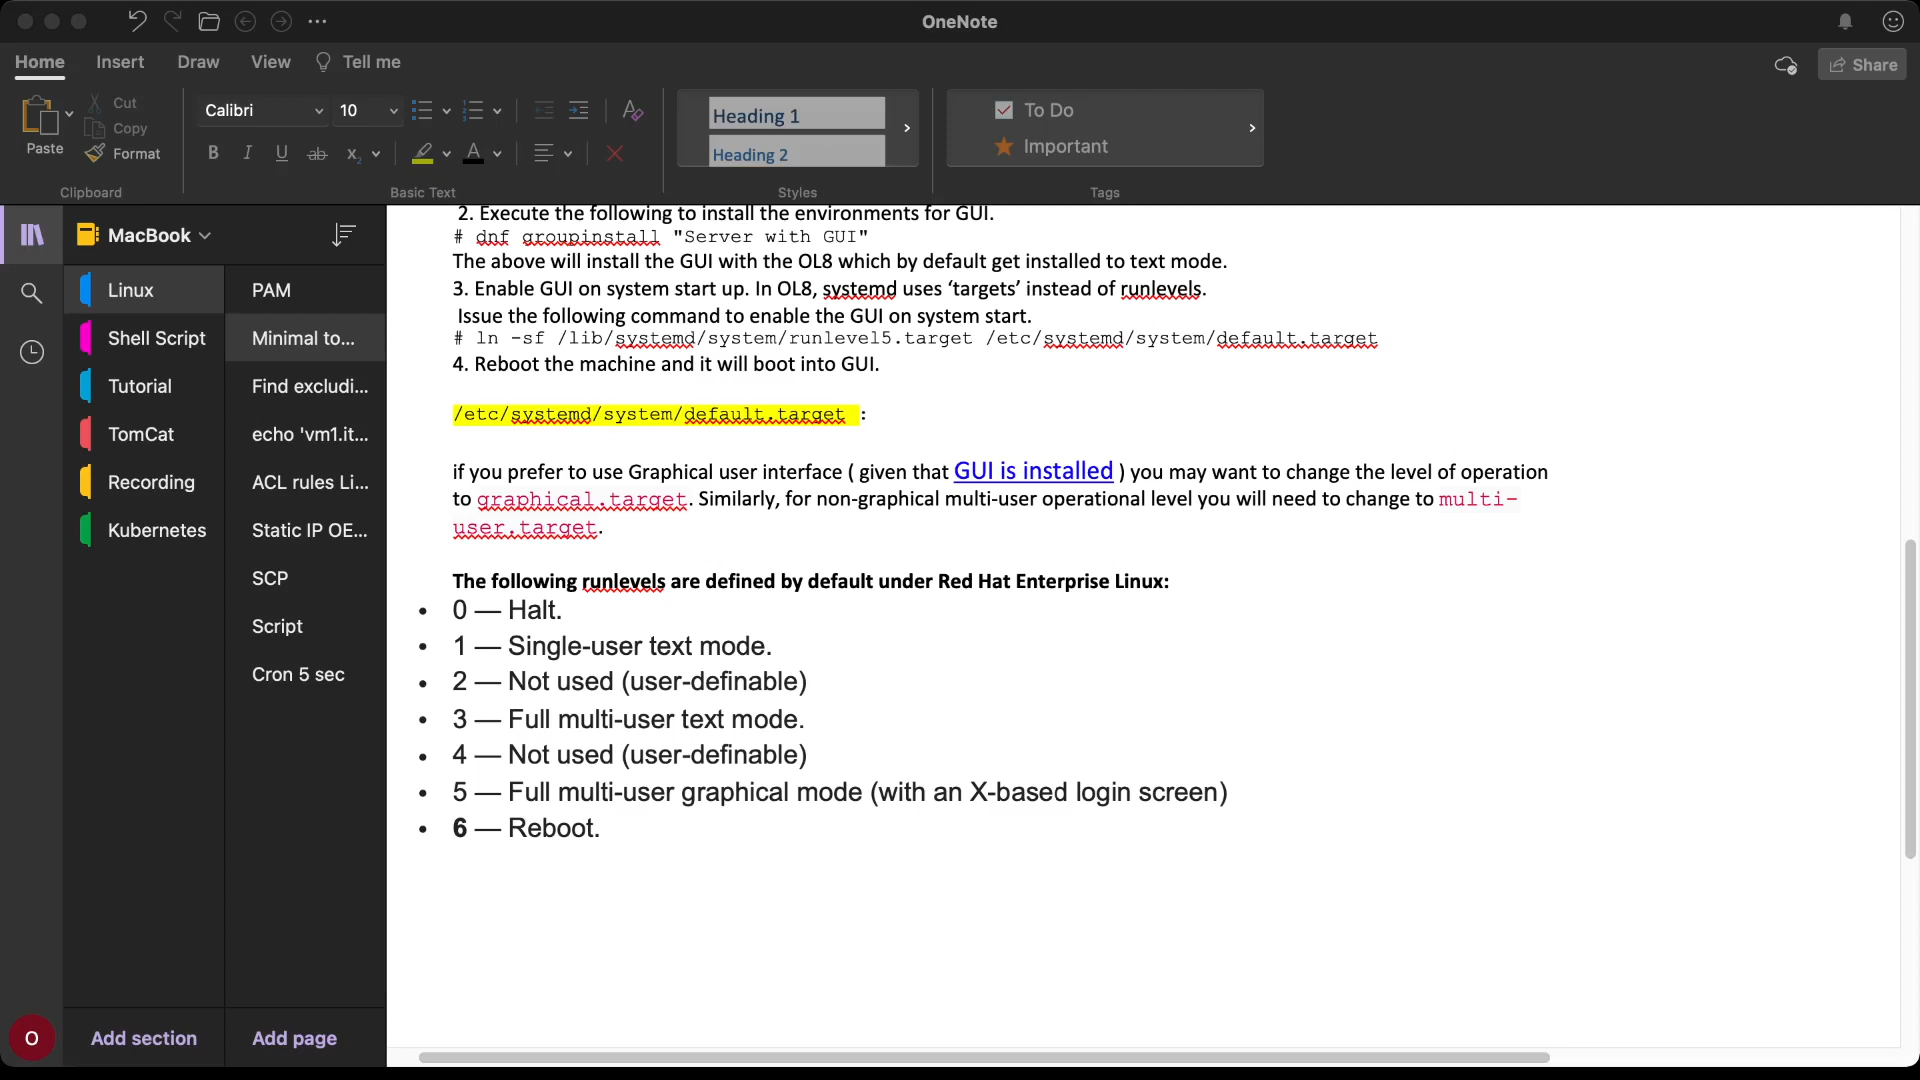 OneNote
Home Insert Draw View Tell me
Share
Paste
Cut
Copy
Format
Clipboard
Calibri 10
B I U ab x
A
Basic Text
Heading 1
Heading 2
Styles
To Do
Important
Tags
MacBook
Linux
Shell Script
Tutorial
TomCat
Recording
Kubernetes
Add section
PAM
Minimal to...
Find excludi...
echo 'vm1.it...
ACL rules Li...
Static IP OE...
SCP
Script
Cron 5 sec
Add page
O
2. Execute the following to install the environments for GUI.
# dnf groupinstall "Server with GUI"
The above will install the GUI with the OL8 which by default get installed to text mode.
3. Enable GUI on system start up. In OL8, systemd uses ‘targets’ instead of runlevels.
Issue the following command to enable the GUI on system start.
# ln -sf /lib/systemd/system/runlevel5.target /etc/systemd/system/default.target
4. Reboot the machine and it will boot into GUI.
/etc/systemd/system/default.target :
if you prefer to use Graphical user interface ( given that GUI is installed ) you may want to change the level of operation
to graphical.target. Similarly, for non-graphical multi-user operational level you will need to change to multi-
user.target.
The following runlevels are defined by default under Red Hat Enterprise Linux:
• 0 — Halt.
• 1 — Single-user text mode.
• 2 — Not used (user-definable)
• 3 — Full multi-user text mode.
• 4 — Not used (user-definable)
• 5 — Full multi-user graphical mode (with an X-based login screen)
• 6 — Reboot.